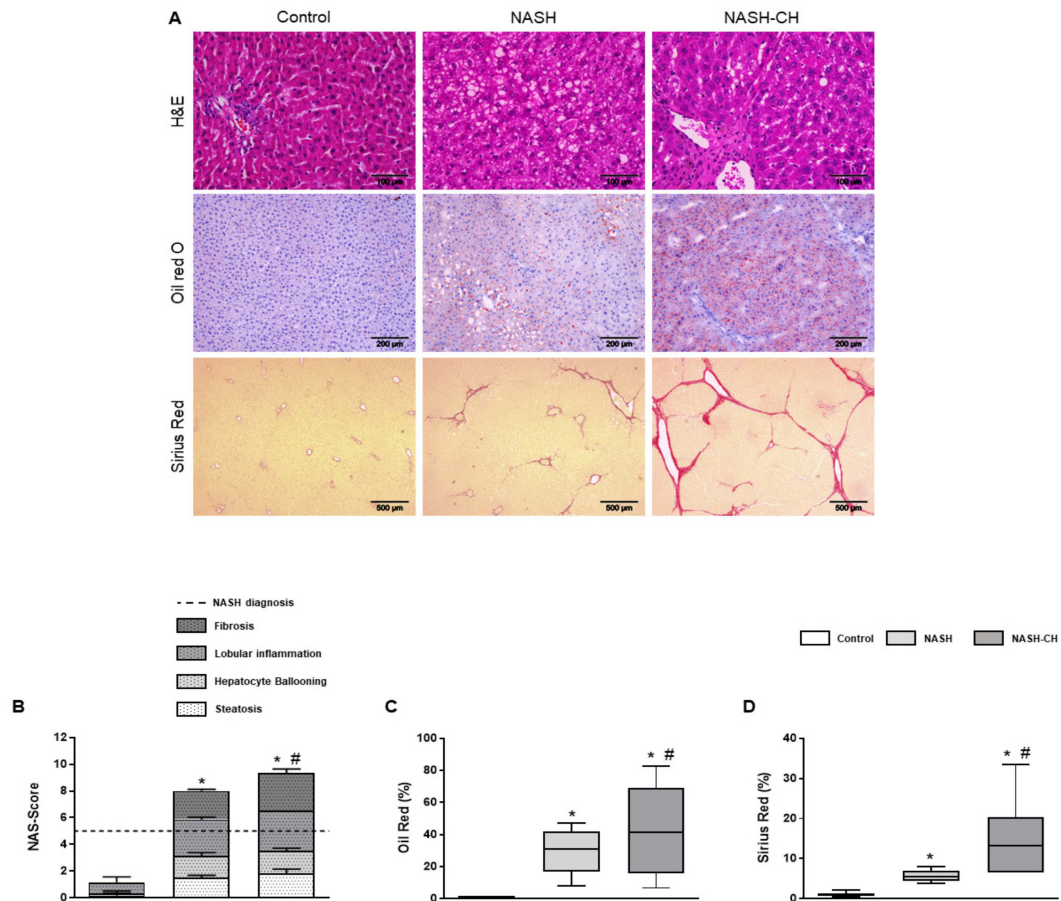 A
Control NASH NASH-CH
H&E
100 µm 100 µm 100 µm
Oil red O
200 µm 200 µm 200 µm
Sirius Red
500 µm 500 µm 500 µm
NASH diagnosis
Fibrosis
Lobular inflammation
Hepatocyte Ballooning
Steatosis
Control NASH NASH-CH
B
NAS-Score
12
10
8
6
4
2
0
*
* #
C
Oil Red (%)
100
80
60
40
20
0
*
* #
D
Sirius Red (%)
40
30
20
10
0
*
* #